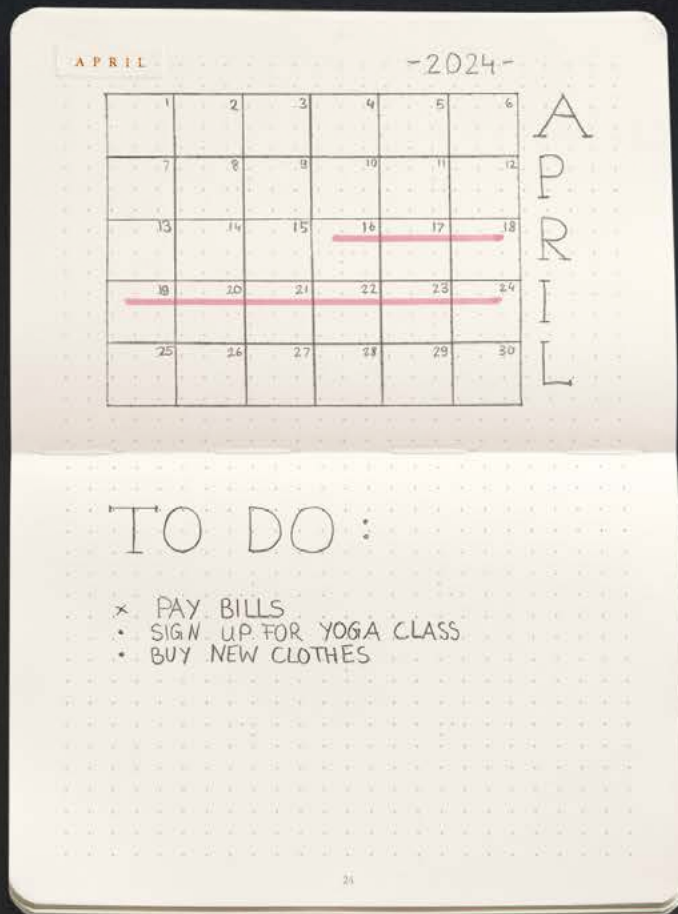 APRIL
-2024-
1 2 3 4 5 6
7 8 9 10 11 12
13 14 15 16 17 18
19 20 21 22 23 24
25 26 27 28 29 30
APRIL
TO DO:
× PAY BILLS
• SIGN UP FOR YOGA CLASS
• BUY NEW CLOTHES